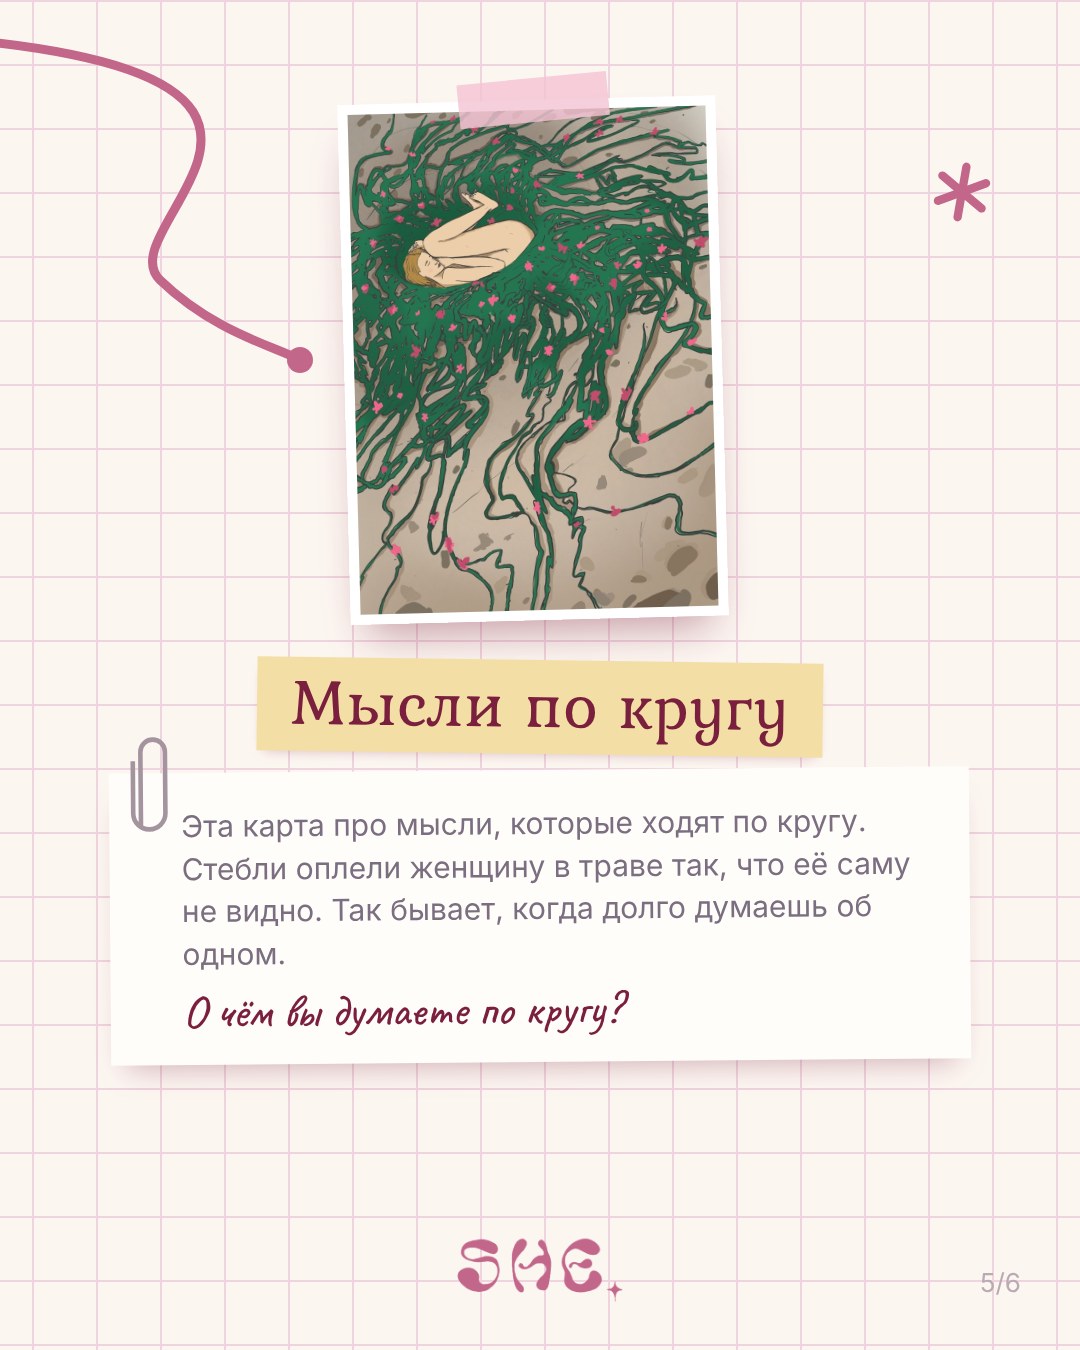 Мысли по кругу
Эта карта про мысли, которые ходят по кругу.
Стебли оплели женщину в траве так, что её саму
не видно. Так бывает, когда долго думаешь об
одном.
О чём вы думаете по кругу?
SHE
5/6